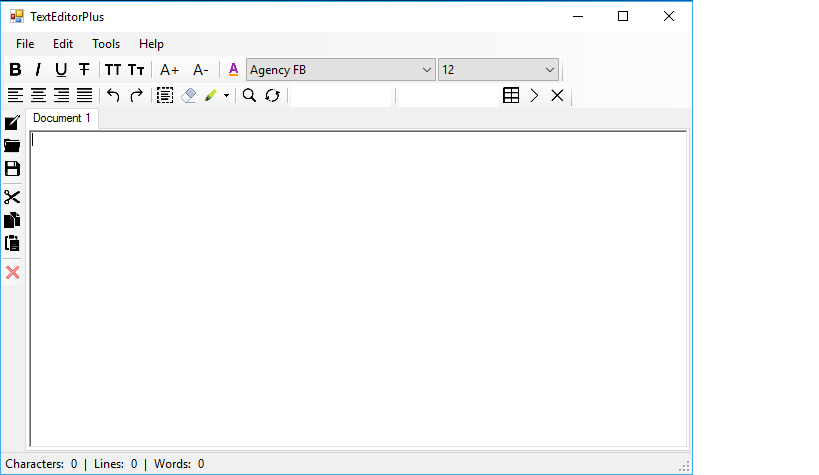 TextEditorPlus
File Edit Tools Help
B I U T TT Tт A+ A- A Agency FB 12
Document 1
Characters: 0 | Lines: 0 | Words: 0